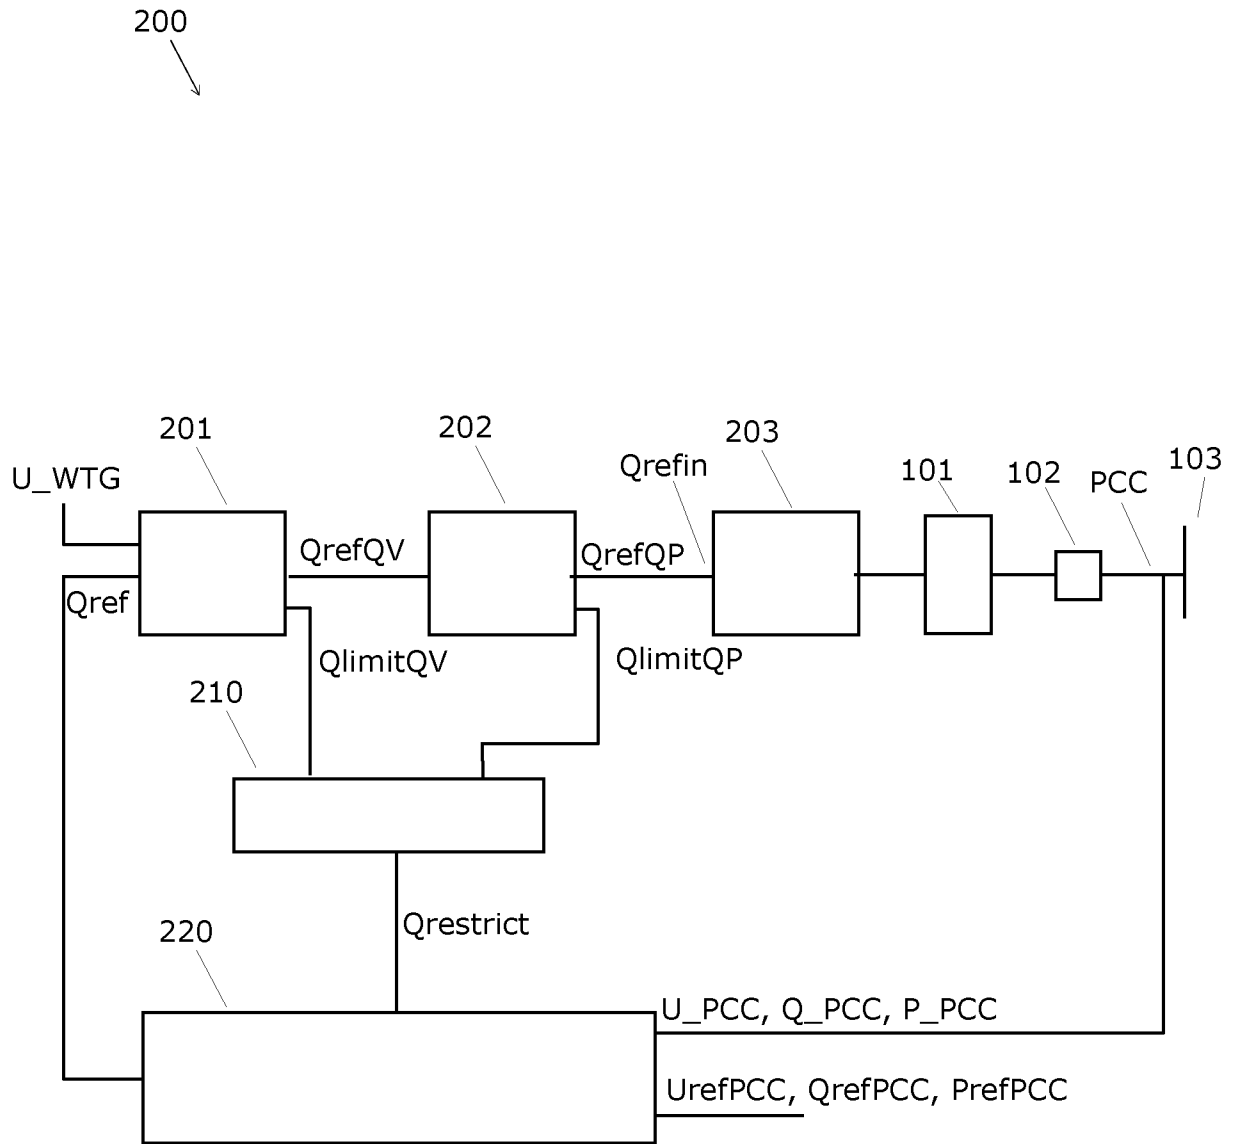 200
201
202
203
101
102
PCC
103
U_WTG
Qrefin
QrefQV
QrefQP
Qref
QlimitQV
QlimitQP
210
Qrestrict
220
U_PCC, Q_PCC, P_PCC
UrefPCC, QrefPCC, PrefPCC